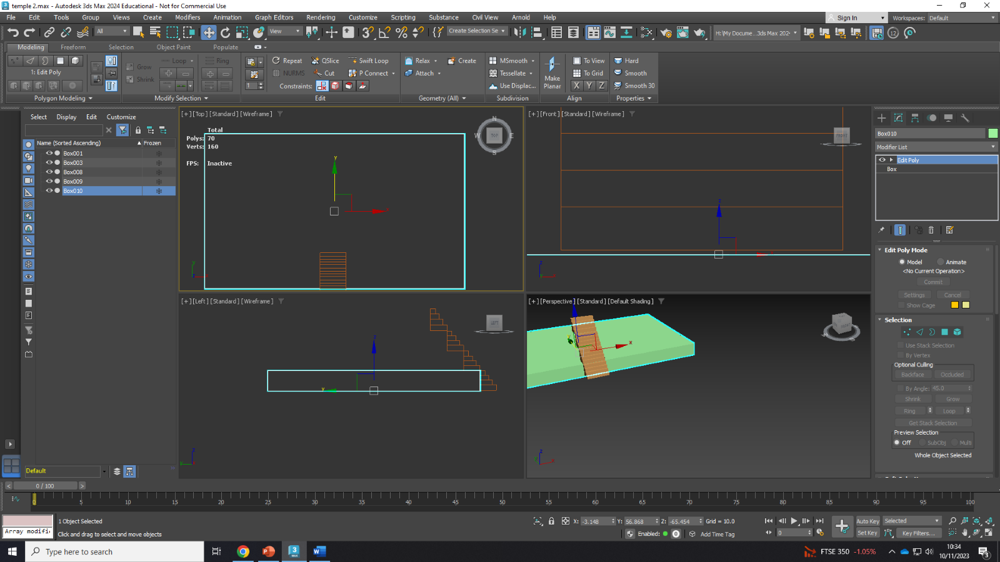 temple 2.max - Autodesk 3ds Max 2024 Educational - Not for Commercial Use
File Edit Tools Group Views Create Modifiers Animation Graph Editors Rendering Customize Scripting Substance Civil View Arnold Help
Sign In Workspaces: Default
All View Create Selection Se H:\My Docume...3ds Max 202
Modeling Freeform Selection Object Paint Populate
Grow Loop Ring Repeat QSlice Swift Loop Relax Create MSmooth To View Hard
1: Edit Poly NURMS Cut P Connect Attach Tessellate Make Planar To Grid Smooth
Shrink 1 Constraints: Use Displac... X Y Z Smooth 30
Polygon Modeling Modify Selection Edit Geometry (All) Subdivision Align Properties
Select Display Edit Customize
Name (Sorted Ascending) Frozen
Box001
Box003
Box008
Box009
Box010
Default
[+] [Top] [Standard] [Wireframe]
Total
Polys: 70
Verts: 160
FPS: Inactive
N
W TOP E
S
y
x
[+] [Front] [Standard] [Wireframe]
FRONT
z
[+] [Left] [Standard] [Wireframe]
LEFT
z
y
[+] [Perspective] [Standard] [Default Shading]
z
y
x
Box010
Modifier List
Edit Poly
Box
Edit Poly Mode
Model Animate
<No Current Operation>
Commit
Settings Cancel
Show Cage
Selection
Use Stack Selection
By Vertex
Optional Culling
Backface Occluded
By Angle: 45.0
Shrink Grow
Ring Loop
Get Stack Selection
Preview Selection
Off SubObj Multi
Whole Object Selected
< 0 / 100 >
0 5 10 15 20 25 30 35 40 45 50 55 60 65 70 75 80 85 90 95 100
1 Object Selected
Array modifi
Click and drag to select and move objects
X: -3.148 Y: 56.868 Z: -65.454 Grid = 10.0
Enabled: 0 Add Time Tag
0
Auto Key Selected
Set Key Key Filters...
Type here to search
FTSE 350 -1.05%
10:34
10/11/2023
3